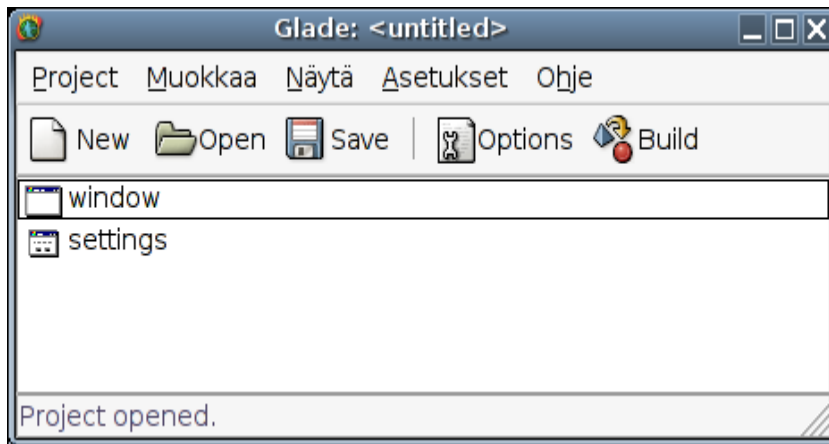 Glade: <untitled>
Project Muokkaa Näytä Asetukset Ohje
New Open Save Options Build
window
settings
Project opened.